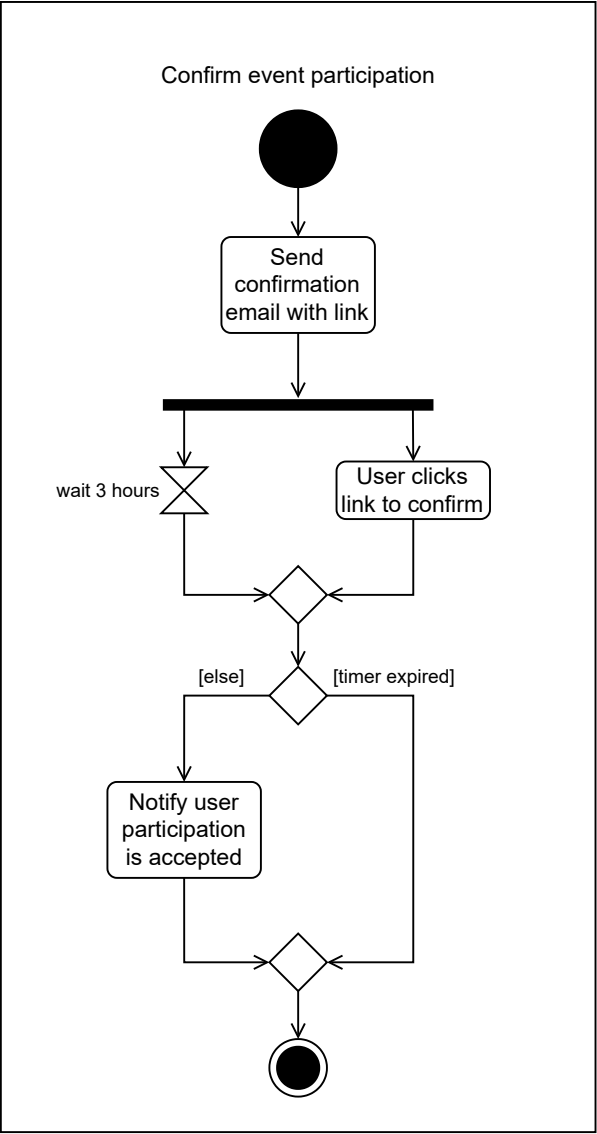 Confirm event participation
Send
confirmation
email with link
wait 3 hours
User clicks
link to confirm
[else]
[timer expired]
Notify user
participation
is accepted